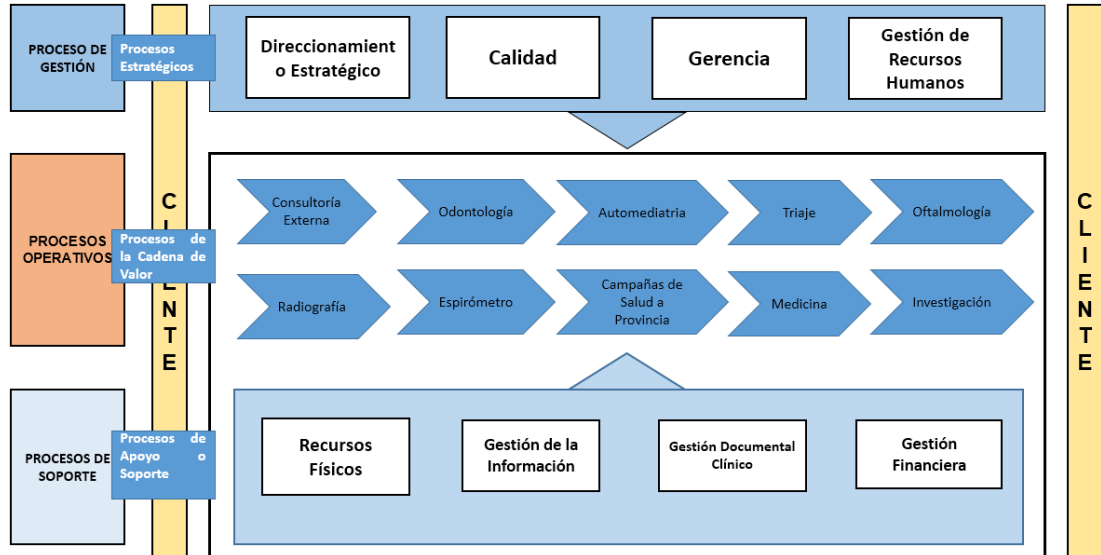 PROCESO DE
GESTIÓN
Procesos
Estratégicos
Direccionamient
o Estratégico
Calidad
Gerencia
Gestión de
Recursos
Humanos
PROCESOS
OPERATIVOS
Procesos de
la Cadena de
Valor
C
L
E
N
T
E
Consultoría
Externa
Odontología
Automediatria
Triaje
Oftalmología
Radiografía
Espirómetro
Campañas de
Salud a
Provincia
Medicina
Investigación
C
L
I
E
N
T
E
PROCESOS DE
SOPORTE
Procesos de
Apoyo o
Soporte
Recursos
Físicos
Gestión de la
Información
Gestión Documental
Clínico
Gestión
Financiera